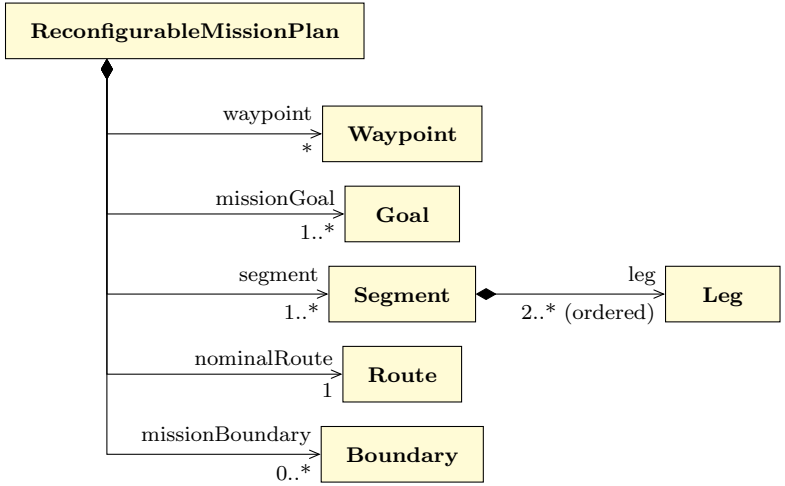 ReconfigurableMissionPlan
waypoint
*
Waypoint
missionGoal
1..*
Goal
segment
1..*
Segment
leg
2..* (ordered)
Leg
nominalRoute
1
Route
missionBoundary
0..*
Boundary